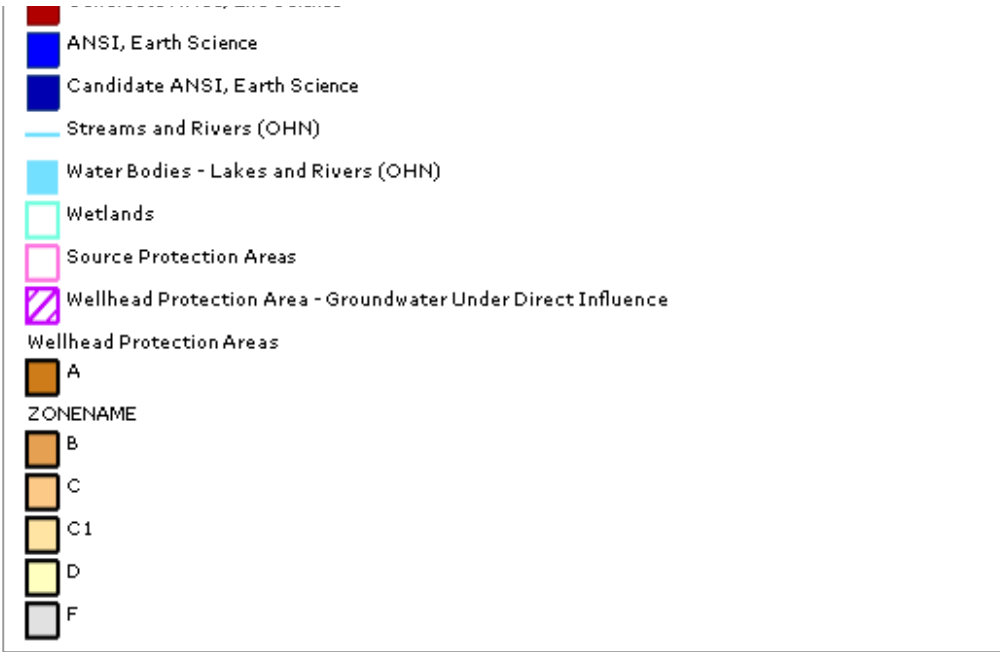 ANSI, Earth Science
Candidate ANSI, Earth Science
Streams and Rivers (OHN)
Water Bodies - Lakes and Rivers (OHN)
Wetlands
Source Protection Areas
Wellhead Protection Area - Groundwater Under Direct Influence
Wellhead Protection Areas
A
ZONENAME
B
C
C1
D
F